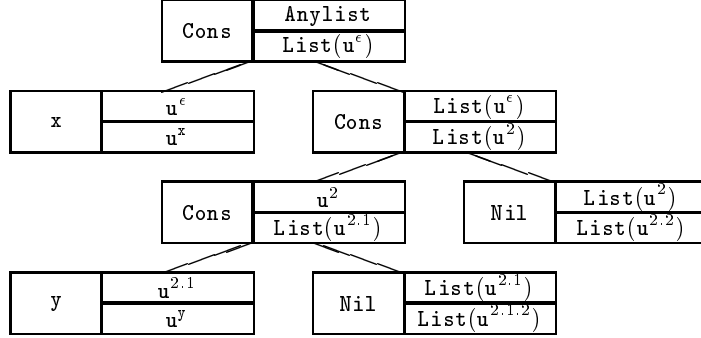 Cons Anylist
List(u^ϵ)
x u^ϵ
u^x
Cons List(u^ϵ)
List(u^2)
Cons u^2
List(u^{2.1})
Nil List(u^2)
List(u^{2.2})
y u^{2.1}
u^y
Nil List(u^{2.1})
List(u^{2.1.2})